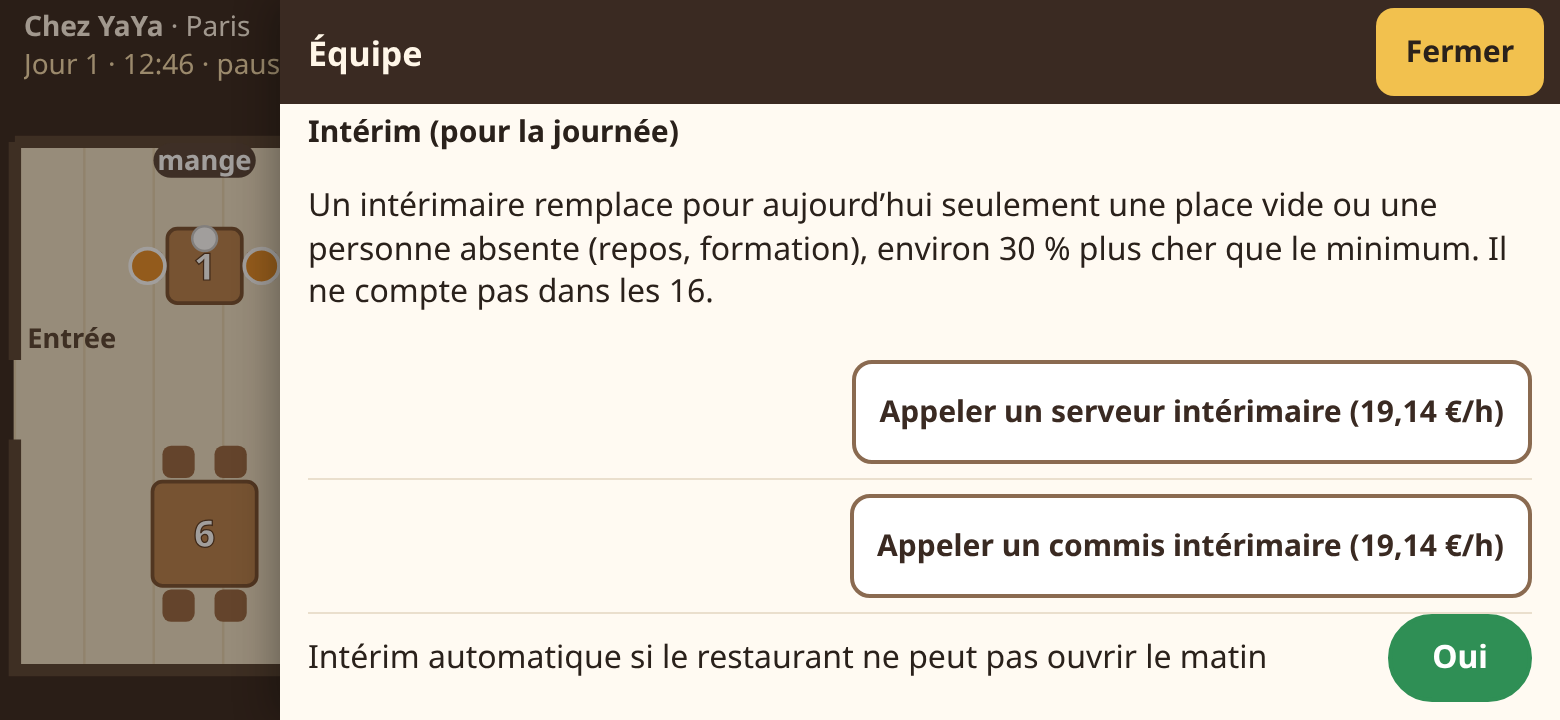 Chez YaYa · Paris
Jour 1 · 12:46 · paus
mange
1
Entrée
6
Équipe
Fermer
Intérim (pour la journée)
Un intérimaire remplace pour aujourd’hui seulement une place vide ou une
personne absente (repos, formation), environ 30 % plus cher que le minimum. Il
ne compte pas dans les 16.
Appeler un serveur intérimaire (19,14 €/h)
Appeler un commis intérimaire (19,14 €/h)
Intérim automatique si le restaurant ne peut pas ouvrir le matin
Oui